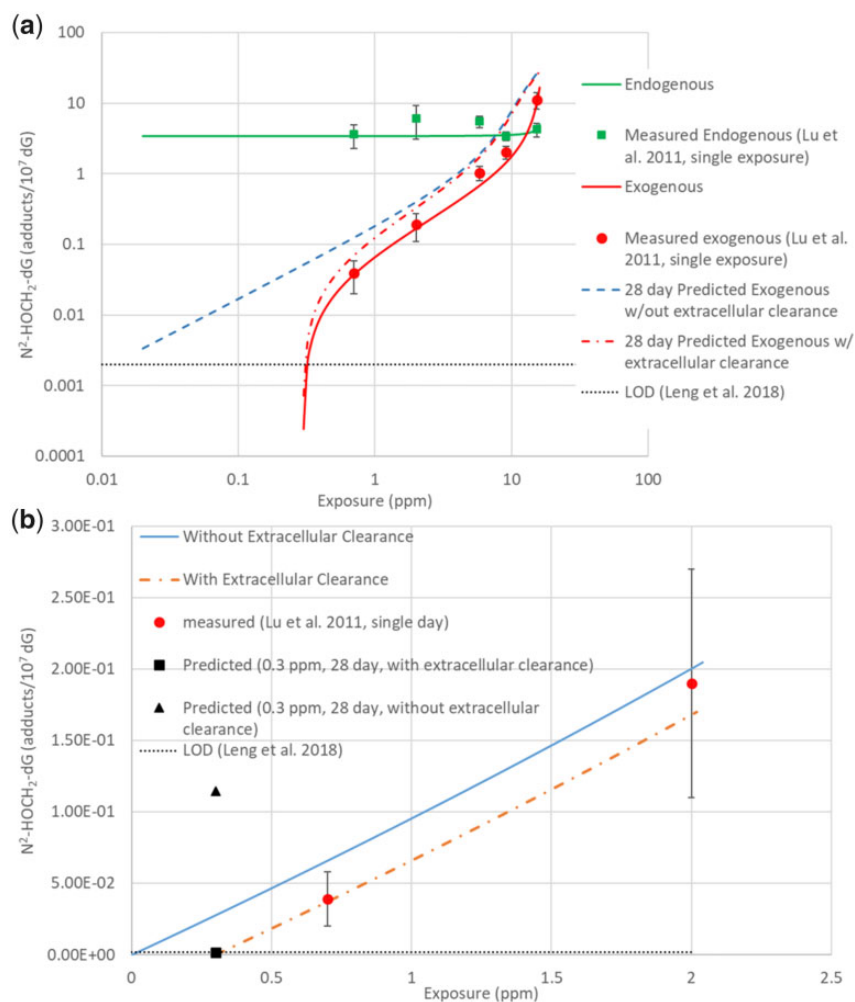 (a)
100
10
1
0.1
0.01
0.001
0.0001
N²-HOCH₂-dG (adducts/10⁷ dG)
0.01
0.1
1
10
100
Exposure (ppm)
Endogenous
Measured Endogenous (Lu et
al. 2011, single exposure)
Exogenous
Measured exogenous (Lu et al.
2011, single exposure)
28 day Predicted Exogenous
w/out extracellular clearance
28 day Predicted Exogenous w/
extracellular clearance
LOD (Leng et al. 2018)
(b)
3.00E-01
2.50E-01
2.00E-01
1.50E-01
1.00E-01
5.00E-02
0.00E+00
N²-HOCH₂-dG (adducts/10⁷ dG)
Without Extracellular Clearance
With Extracellular Clearance
measured (Lu et al. 2011, single day)
Predicted (0.3 ppm, 28 day, with extracellular clearance)
Predicted (0.3 ppm, 28 day, without extracellular
clearance)
LOD (Leng et al. 2018)
0
0.5
1
1.5
2
2.5
Exposure (ppm)